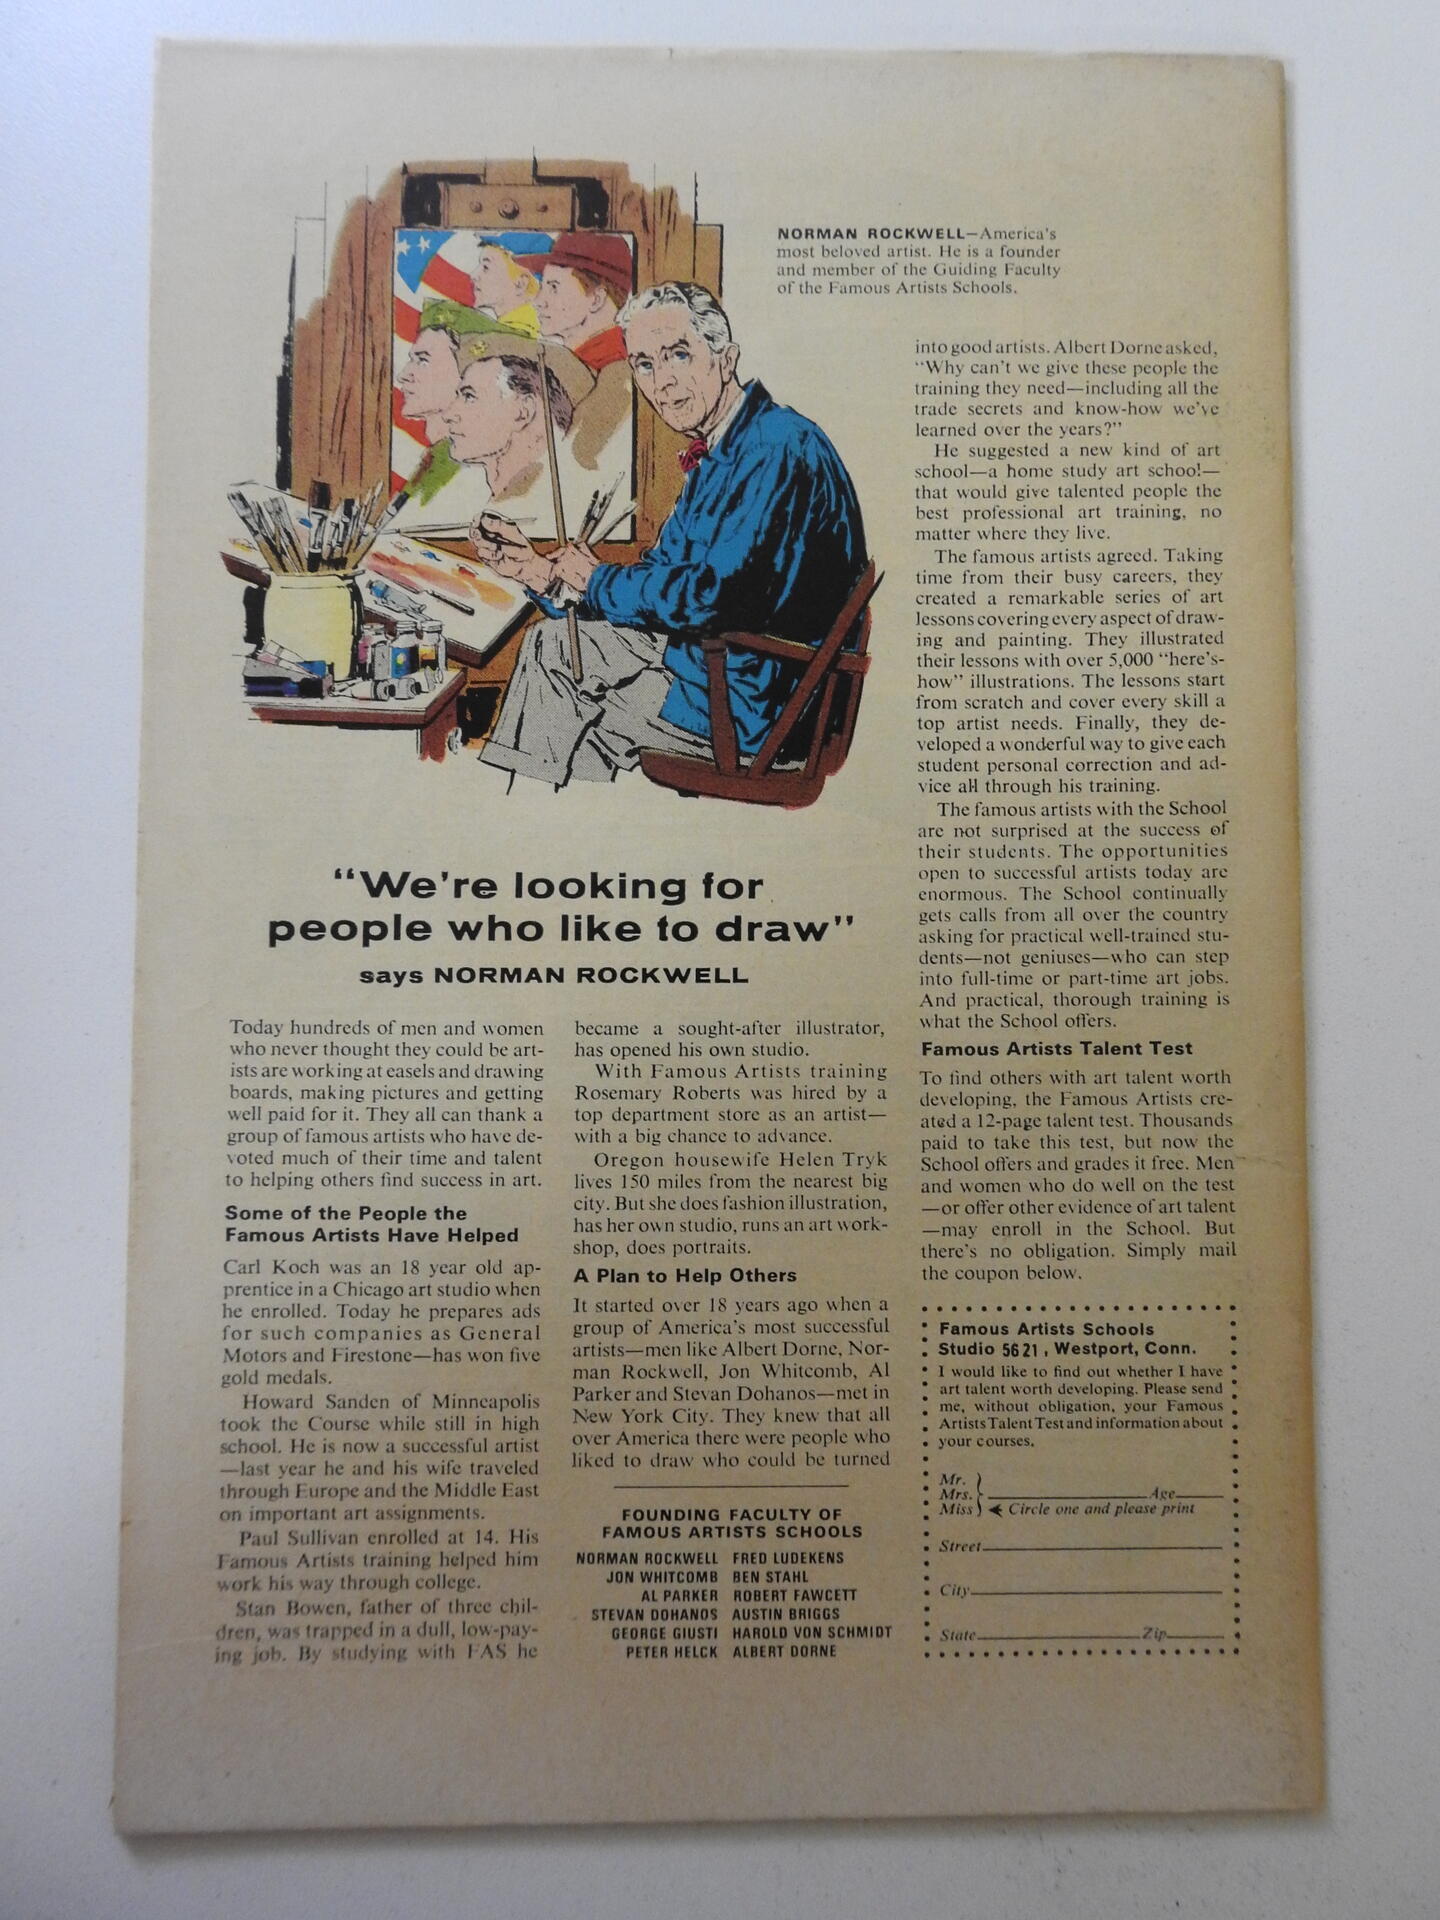 NORMAN ROCKWELL—America's
most beloved artist. He is a founder
and member of the Guiding Faculty
of the Famous Artists Schools.
"We're looking for
people who like to draw"
says NORMAN ROCKWELL
Today hundreds of men and women
who never thought they could be art-
ists are working at easels and drawing
boards, making pictures and getting
well paid for it. They all can thank a
group of famous artists who have de-
voted much of their time and talent
to helping others find success in art.
Some of the People the
Famous Artists Have Helped
Carl Koch was an 18 year old ap-
prentice in a Chicago art studio when
he enrolled. Today he prepares ads
for such companies as General
Motors and Firestone—has won five
gold medals.
Howard Sanden of Minneapolis
took the Course while still in high
school. He is now a successful artist
—last year he and his wife traveled
through Europe and the Middle East
on important art assignments.
Paul Sullivan enrolled at 14. His
Famous Artists training helped him
work his way through college.
Stan Bowen, father of three chil-
dren, was trapped in a dull, low-pay-
ing job. By studying with FAS he
became a sought-after illustrator,
has opened his own studio.
With Famous Artists training
Rosemary Roberts was hired by a
top department store as an artist—
with a big chance to advance.
Oregon housewife Helen Tryk
lives 150 miles from the nearest big
city. But she does fashion illustration,
has her own studio, runs an art work-
shop, does portraits.
A Plan to Help Others
It started over 18 years ago when a
group of America's most successful
artists—men like Albert Dorne, Nor-
man Rockwell, Jon Whitcomb, Al
Parker and Stevan Dohanos—met in
New York City. They knew that all
over America there were people who
liked to draw who could be turned
into good artists. Albert Dorne asked,
"Why can't we give these people the
training they need—including all the
trade secrets and know-how we've
learned over the years?"
He suggested a new kind of art
school—a home study art school—
that would give talented people the
best professional art training, no
matter where they live.
The famous artists agreed. Taking
time from their busy careers, they
created a remarkable series of art
lessons covering every aspect of draw-
ing and painting. They illustrated
their lessons with over 5,000 "here's-
how" illustrations. The lessons start
from scratch and cover every skill a
top artist needs. Finally, they de-
veloped a wonderful way to give each
student personal correction and ad-
vice all through his training.
The famous artists with the School
are not surprised at the success of
their students. The opportunities
open to successful artists today are
enormous. The School continually
gets calls from all over the country
asking for practical well-trained stu-
dents—not geniuses—who can step
into full-time or part-time art jobs.
And practical, thorough training is
what the School offers.
Famous Artists Talent Test
To find others with art talent worth
developing, the Famous Artists cre-
ated a 12-page talent test. Thousands
paid to take this test, but now the
School offers and grades it free. Men
and women who do well on the test
—or offer other evidence of art talent
—may enroll in the School. But
there's no obligation. Simply mail
the coupon below.
FOUNDING FACULTY OF
FAMOUS ARTISTS SCHOOLS
NORMAN ROCKWELL FRED LUDEKENS
JON WHITCOMB BEN STAHL
AL PARKER ROBERT FAWCETT
STEVAN DOHANOS AUSTIN BRIGGS
GEORGE GIUSTI HAROLD VON SCHMIDT
PETER HELCK ALBERT DORNE
Famous Artists Schools
Studio 5621, Westport, Conn.
I would like to find out whether I have
art talent worth developing. Please send
me, without obligation, your Famous
Artists Talent Test and information about
your courses.
Mr.
Mrs. Age
Miss Circle one and please print
Street
City
State Zip